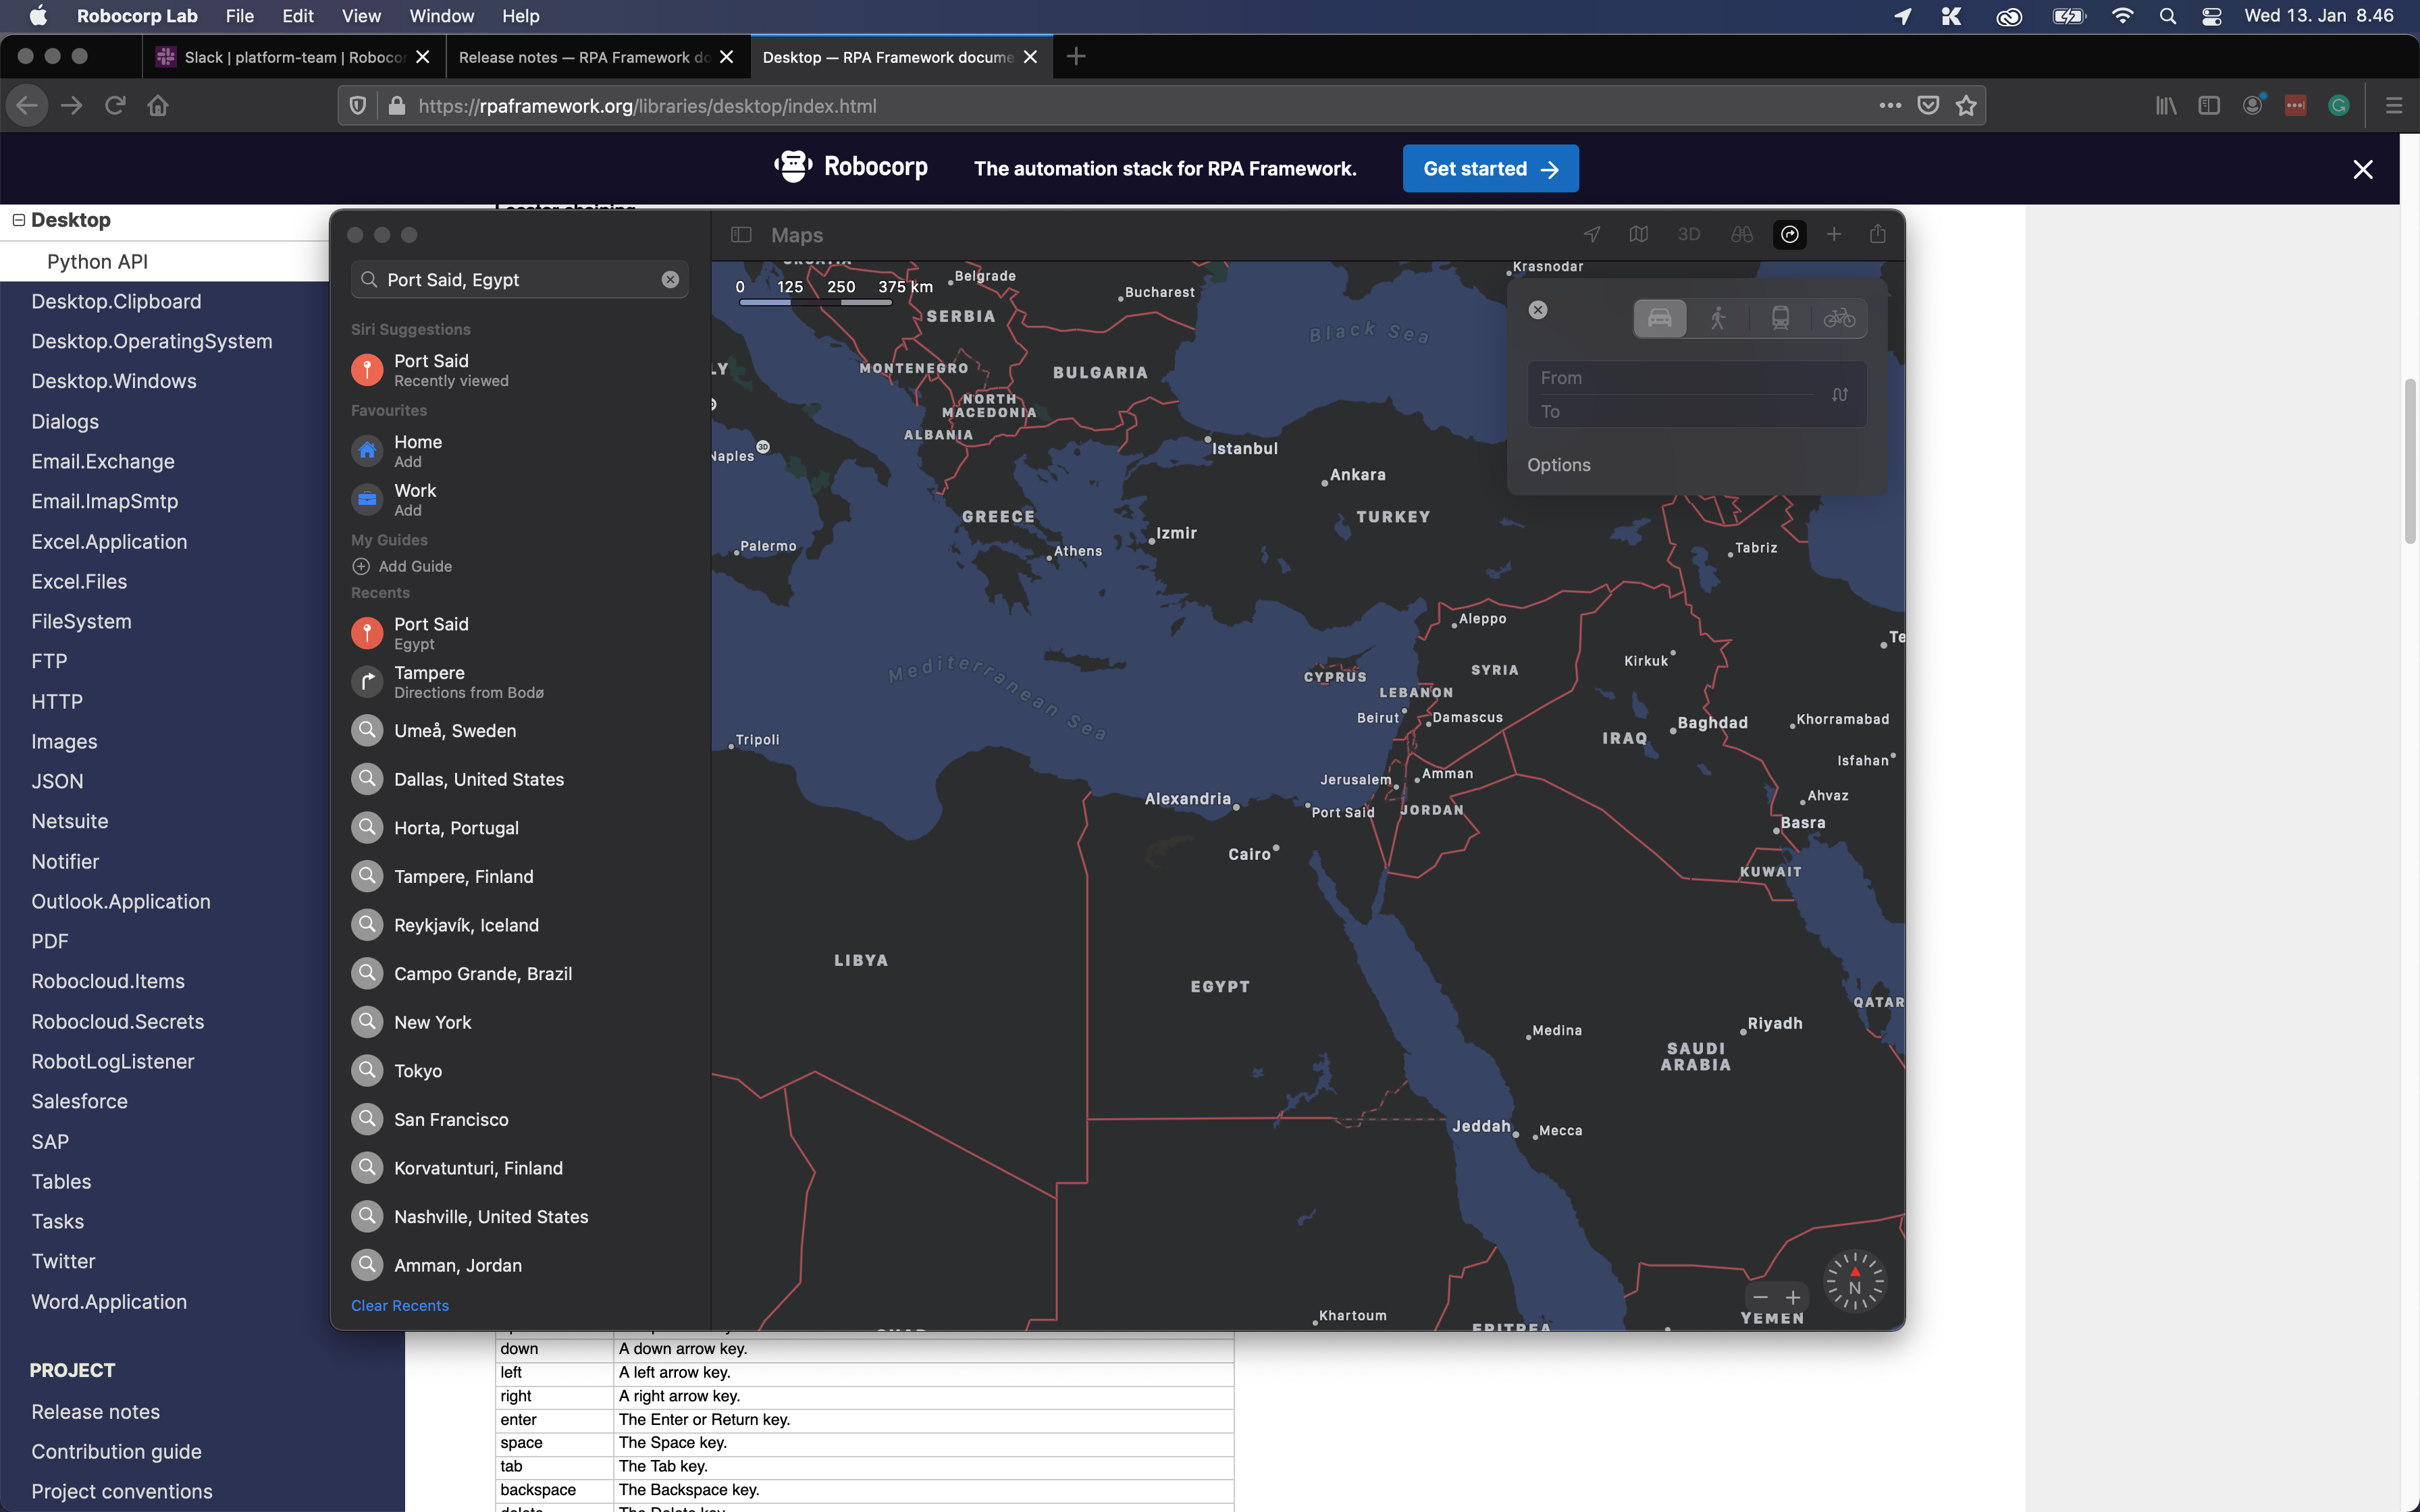 Robocorp Lab File Edit View Window Help
Wed 13. Jan 8.46
Slack | platform-team | Roboco
Release notes — RPA Framework do
Desktop — RPA Framework docume
https://rpaframework.org/libraries/desktop/index.html
Robocorp
The automation stack for RPA Framework.
Get started →
Locator chaining
Desktop
Python API
Desktop.Clipboard
Desktop.OperatingSystem
Desktop.Windows
Dialogs
Email.Exchange
Email.ImapSmtp
Excel.Application
Excel.Files
FileSystem
FTP
HTTP
Images
JSON
Netsuite
Notifier
Outlook.Application
PDF
Robocloud.Items
Robocloud.Secrets
RobotLogListener
Salesforce
SAP
Tables
Tasks
Twitter
Word.Application
PROJECT
Release notes
Contribution guide
Project conventions
Port Said, Egypt
Siri Suggestions
Port Said
Recently viewed
Favourites
Home
Add
Work
Add
My Guides
Add Guide
Recents
Port Said
Egypt
Tampere
Directions from Bodø
Umeå, Sweden
Dallas, United States
Horta, Portugal
Tampere, Finland
Reykjavík, Iceland
Campo Grande, Brazil
New York
Tokyo
San Francisco
Korvatunturi, Finland
Nashville, United States
Amman, Jordan
Clear Recents
Maps
3D
0 125 250 375 km
CROATIA
Belgrade
Bucharest
Krasnodar
SERBIA
Black Sea
LY
MONTENEGRO
BULGARIA
NORTH
MACEDONIA
ALBANIA
Naples
3D
Istanbul
Ankara
From
To
Options
GREECE
TURKEY
Izmir
Palermo
Athens
Tabriz
Aleppo
Te
Mediterranean Sea
CYPRUS
SYRIA
Kirkuk
LEBANON
Beirut
Damascus
Baghdad
Khorramabad
Tripoli
IRAQ
Isfahan
Jerusalem
Amman
Alexandria
Port Said
JORDAN
Ahvaz
Basra
Cairo
KUWAIT
LIBYA
EGYPT
QATAR
Medina
Riyadh
SAUDI
ARABIA
Jeddah
Mecca
Khartoum
ERITREA
YEMEN
CHAD
N
down A down arrow key.
left A left arrow key.
right A right arrow key.
enter The Enter or Return key.
space The Space key.
tab The Tab key.
backspace The Backspace key.
delete The Delete key